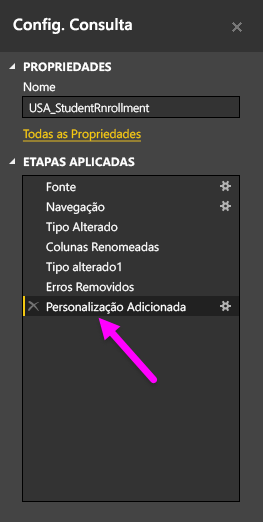 Config. Consulta
PROPRIEDADES
Nome
USA_StudentRnrollment
Todas as Propriedades
ETAPAS APLICADAS
Fonte
Navegação
Tipo Alterado
Colunas Renomeadas
Tipo alterado1
Erros Removidos
Personalização Adicionada